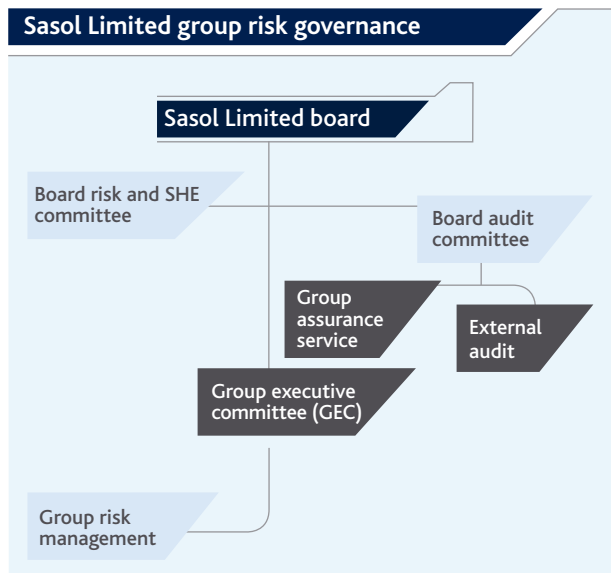 Sasol Limited group risk governance
Sasol Limited board
Board risk and SHE
committee
Board audit
committee
Group
assurance
service
External
audit
Group executive
committee (GEC)
Group risk
management